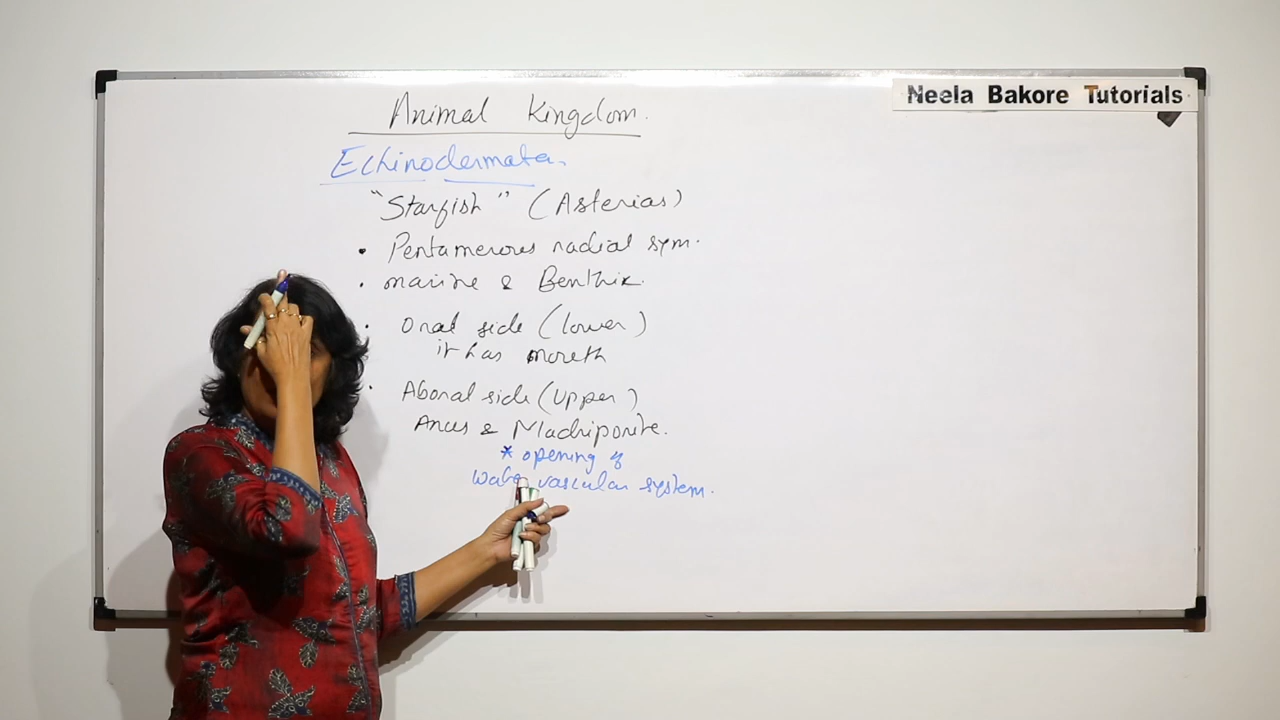 Neela Bakore Tutorials
Animal Kingdom.
Echinodermata.
"Starfish" (Asterias)
• Pentamerous radial sym.
• marine & Benthic.
• Oral side (lower)
it has mouth
• Aboral side (Upper)
Anus & Madriporite.
* opening of
Water vascular system.